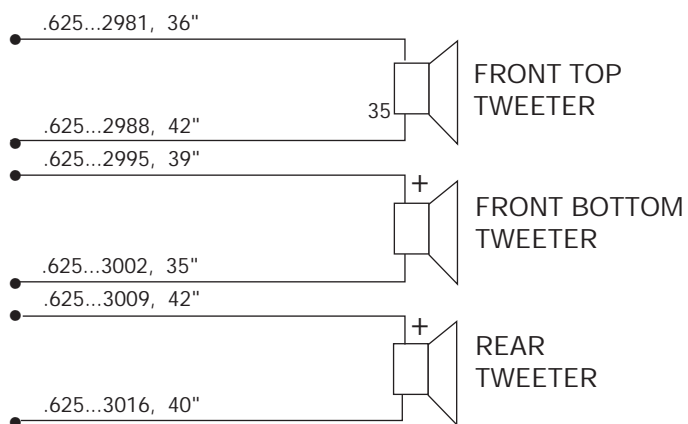 .625...2981, 36"
FRONT TOP
TWEETER
35
.625...2988, 42"
.625...2995, 39"
+
FRONT BOTTOM
TWEETER
.625...3002, 35"
.625...3009, 42"
+
REAR
TWEETER
.625...3016, 40"